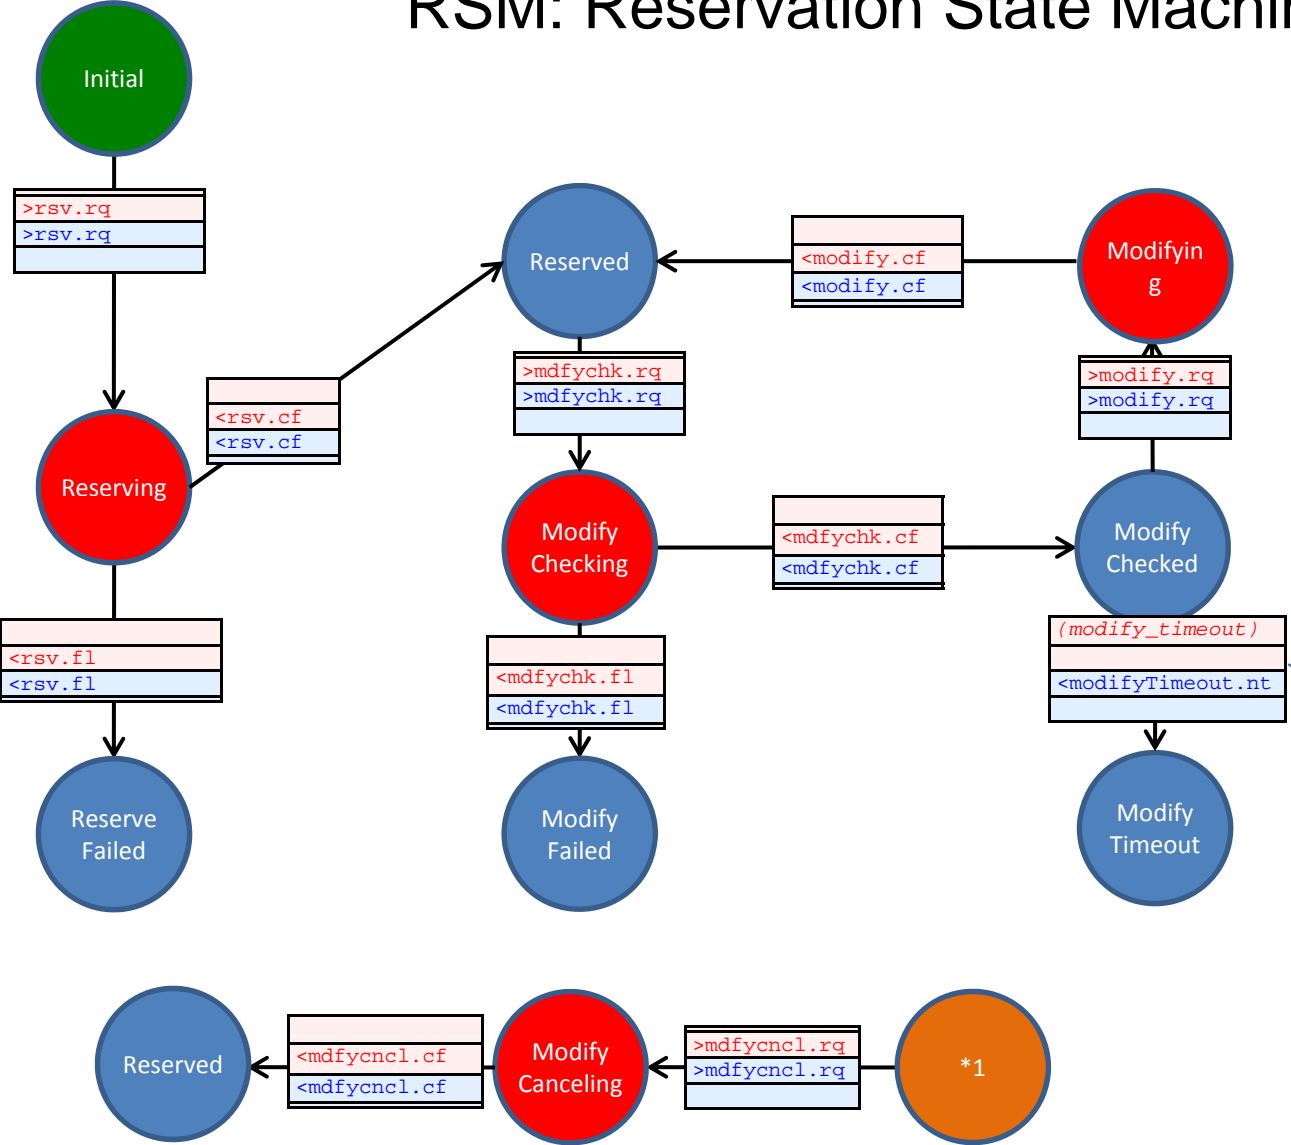 RSM: Reservation State Machin
Initial
>rsv.rq
>rsv.rq
Reserved
<modify.cf
<modify.cf
Modifyin
g
>mdfychk.rq
>mdfychk.rq
>modify.rq
>modify.rq
<rsv.cf
<rsv.cf
Reserving
Modify
Checking
<mdfychk.cf
<mdfychk.cf
Modify
Checked
<rsv.fl
<rsv.fl
<mdfychk.fl
<mdfychk.fl
(modify_timeout)
<modifyTimeout.nt
Reserve
Failed
Modify
Failed
Modify
Timeout
Reserved
<mdfycncl.cf
<mdfycncl.cf
Modify
Canceling
>mdfycncl.rq
>mdfycncl.rq
*1